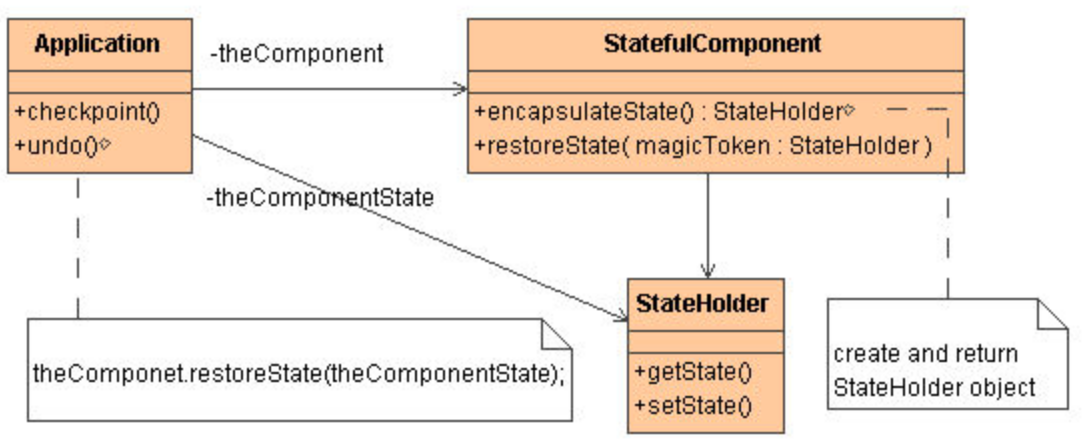 Application
+checkpoint()
+undo()
-theComponent
StatefulComponent
+encapsulateState() : StateHolder
+restoreState( magicToken : StateHolder )
-theComponentState
StateHolder
+getState()
+setState()
theComponet.restoreState(theComponentState);
create and return
StateHolder object